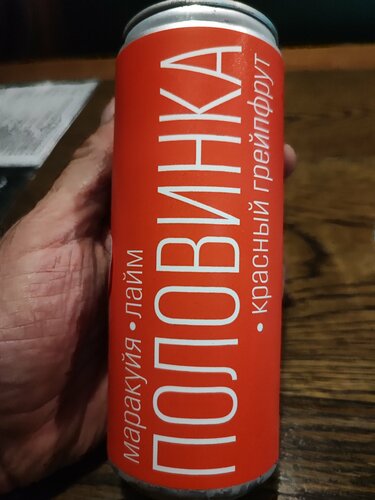 маракуйя • лайм
ПОЛОВИНКА
• красный грейпфрут